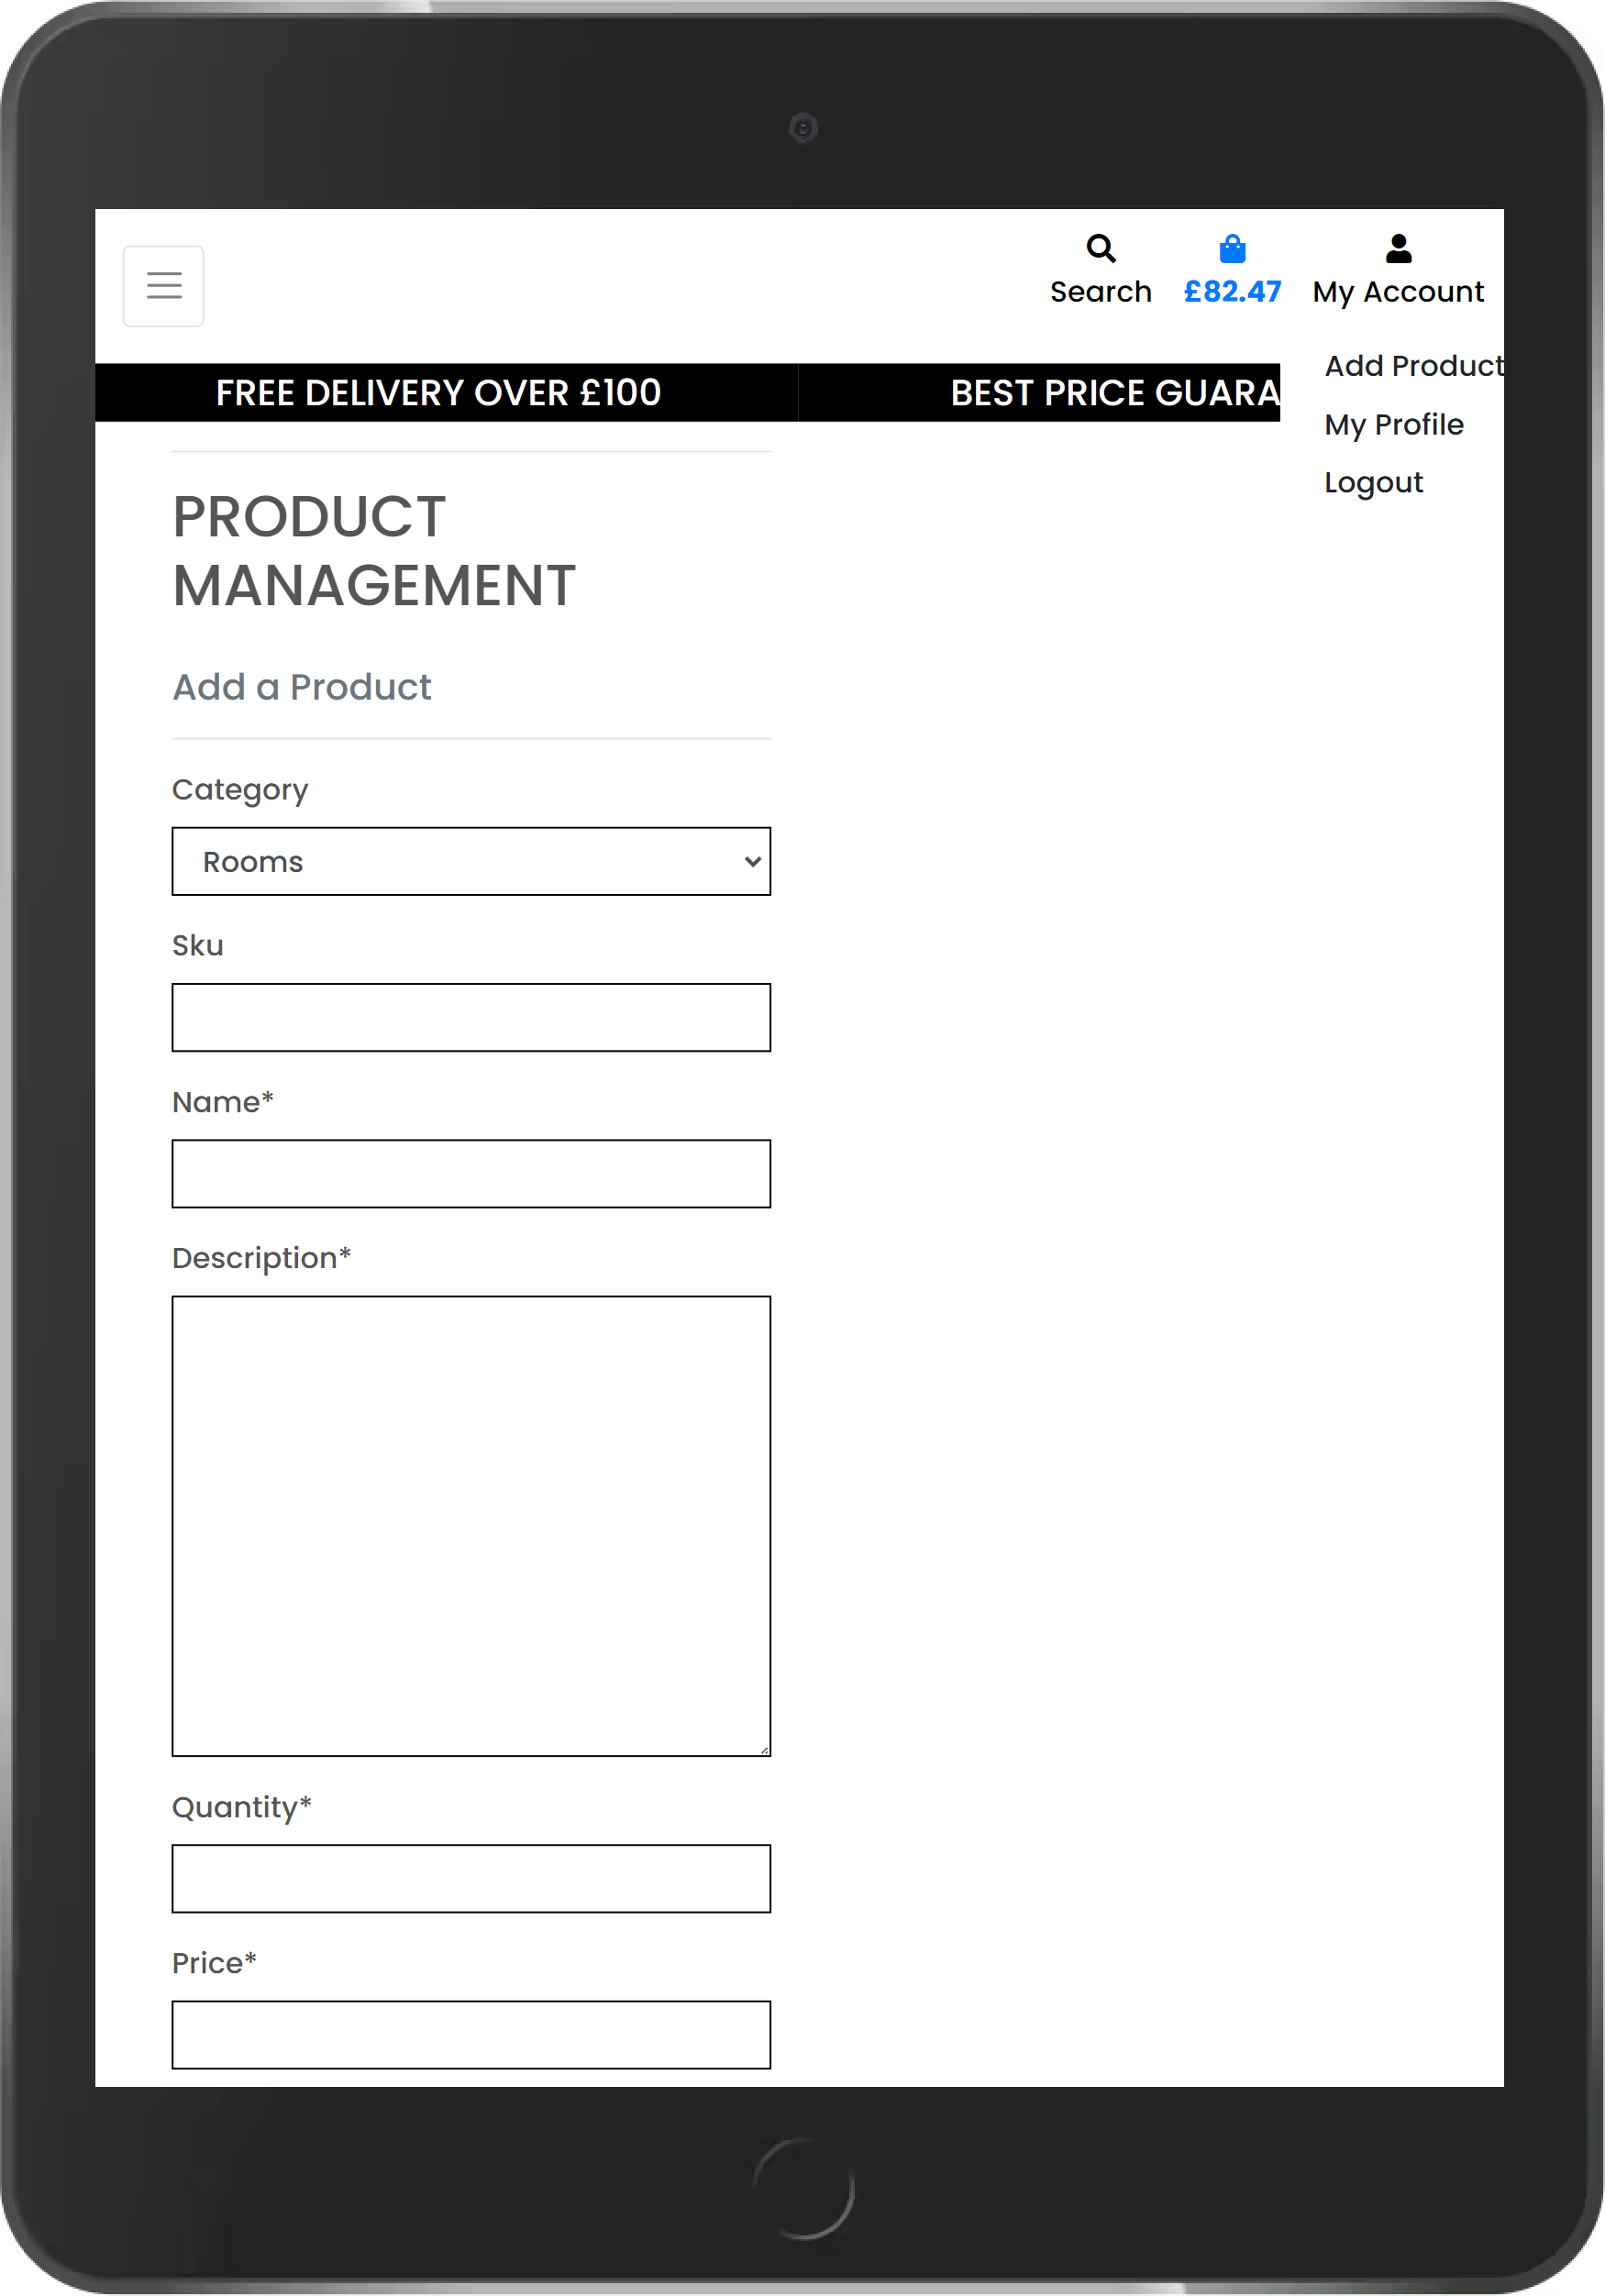 Search
£82.47
My Account
Add Product
My Profile
Logout
FREE DELIVERY OVER £100
BEST PRICE GUARA
PRODUCT
MANAGEMENT
Add a Product
Category
Rooms
Sku
Name*
Description*
Quantity*
Price*